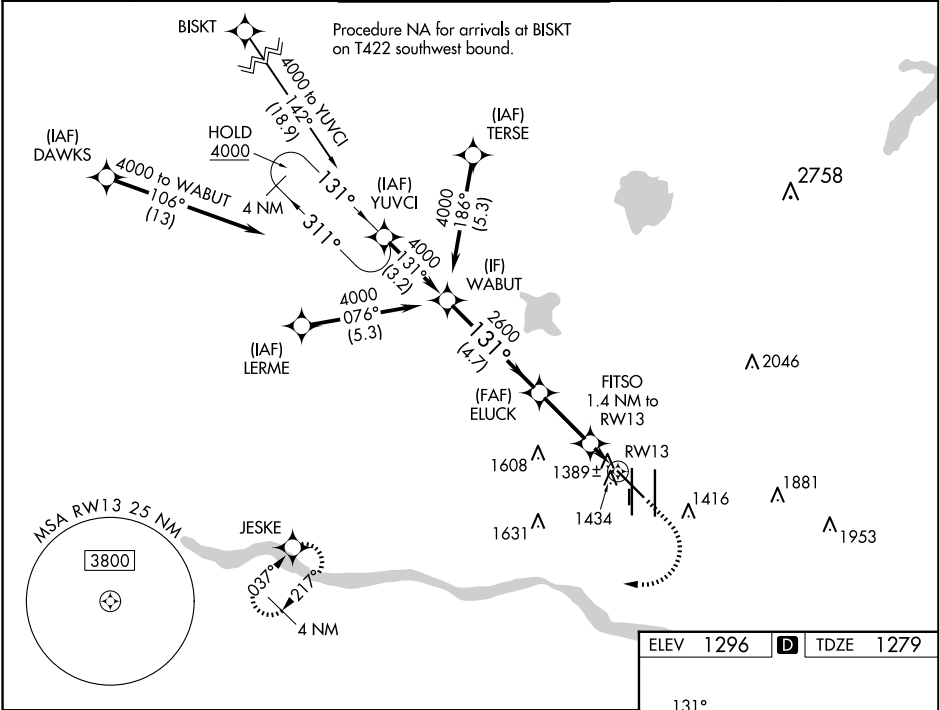 BISKT
Procedure NA for arrivals at BISKT
on T422 southwest bound.
4000 to YUVCI
142°
(18.9)
(IAF)
TERSE
(IAF)
DAWKS
HOLD
4000
4000 to WABUT
106°
(13)
131°
4 NM
311°
(IAF)
YUVCI
4000
186°
(5.3)
2758
4000
131°
(3.2)
(IF)
WABUT
4000
076°
(5.3)
(IAF)
LERME
2600
131°
(4.7)
2046
(FAF)
ELUCK
FITSO
1.4 NM to
RW13
RW13
1608
1389±
1434
1416
1881
1631
1953
MSA RW13 25 NM
3800
JESKE
037°
217°
4 NM
ELEV 1296 D TDZE 1279
131°